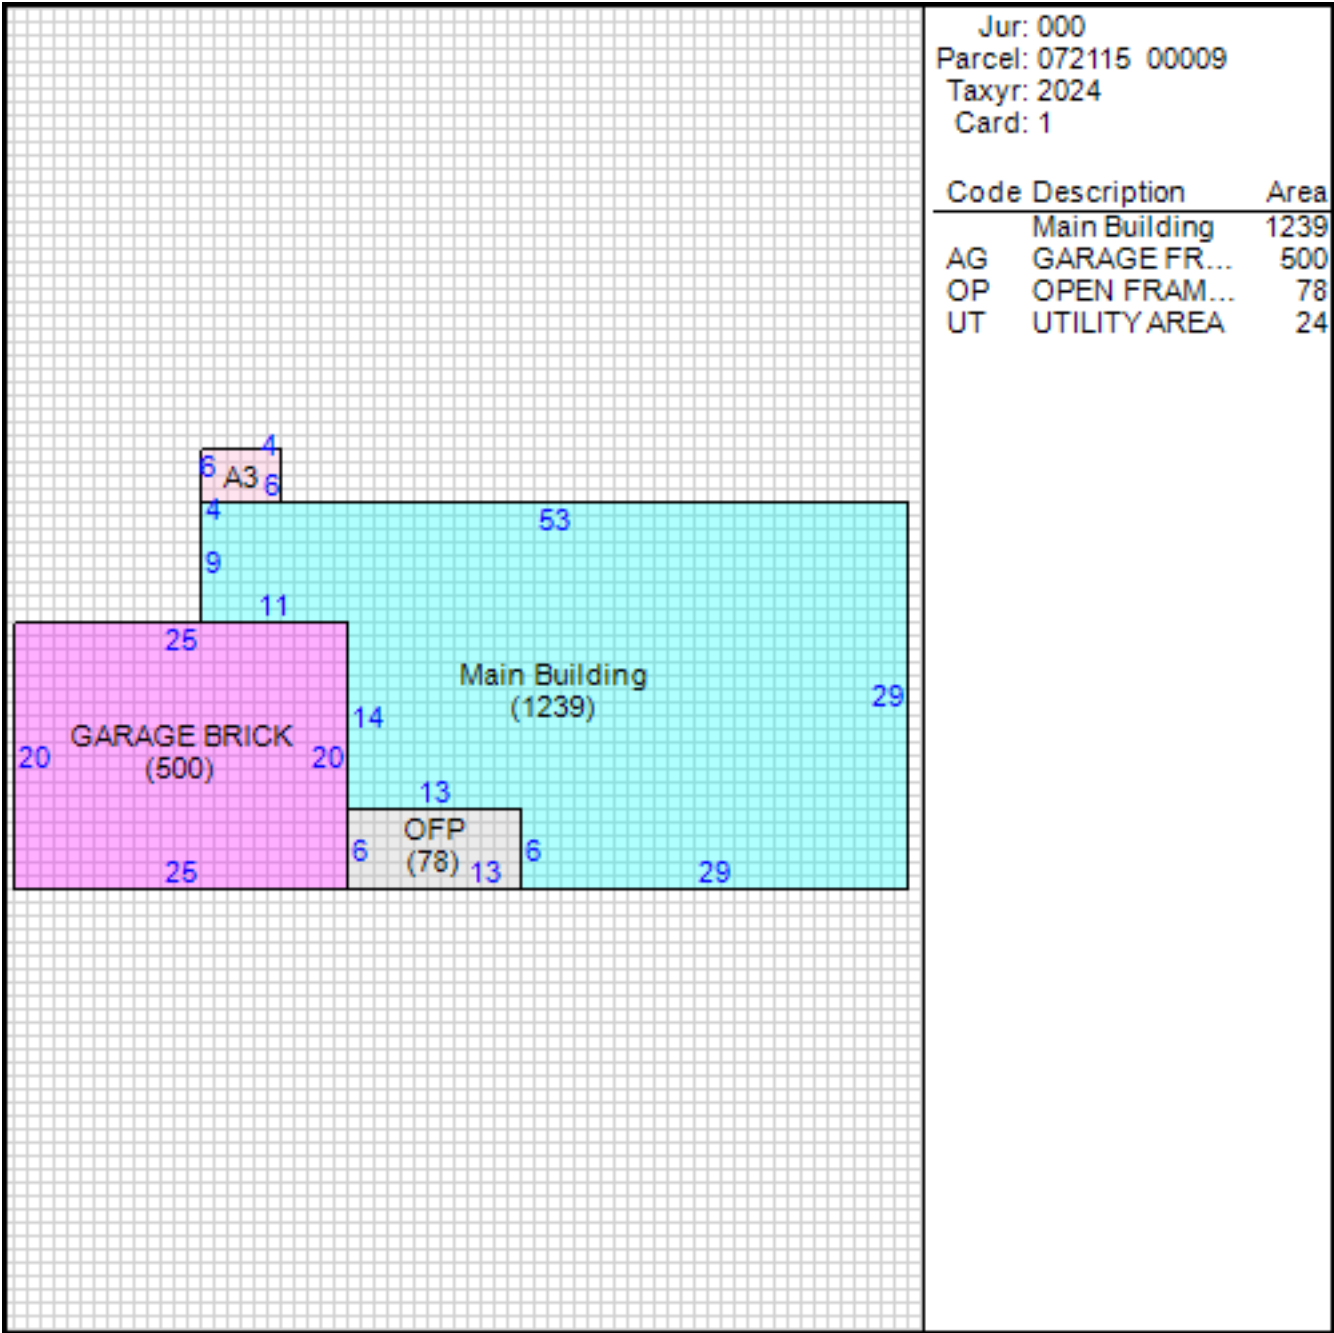 Jur: 000
Parcel: 072115 00009
Taxyr: 2024
Card: 1
Code Description Area
Main Building 1239
AG GARAGE FR... 500
OP OPEN FRAM... 78
UT UTILITY AREA 24
4
6
A3
6
4
53
9
11
25
Main Building
(1239)
29
14
GARAGE BRICK
(500)
20
20
13
OFP
(78)
6
13
6
25
29